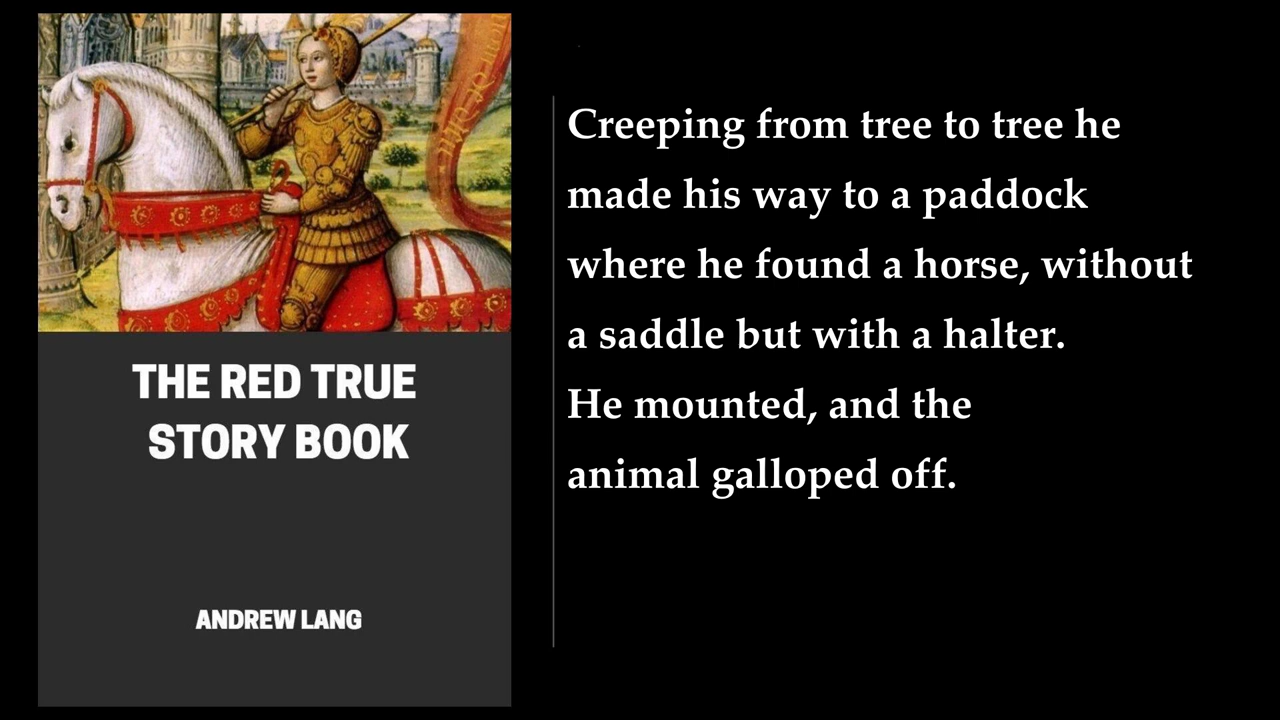 THE RED TRUE
STORY BOOK
ANDREW LANG
Creeping from tree to tree he
made his way to a paddock
where he found a horse, without
a saddle but with a halter.
He mounted, and the
animal galloped off.